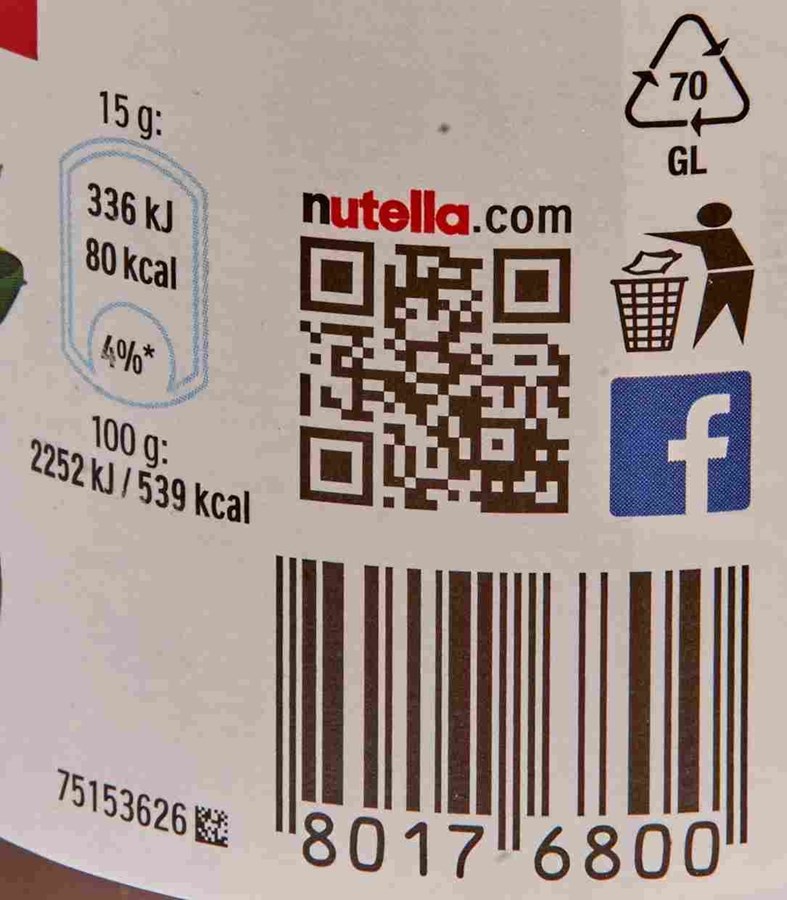 15 g:
336 kJ
80 kcal
4%*
100 g:
2252 kJ / 539 kcal
70
GL
nutella.com
f
75153626
8017 6800